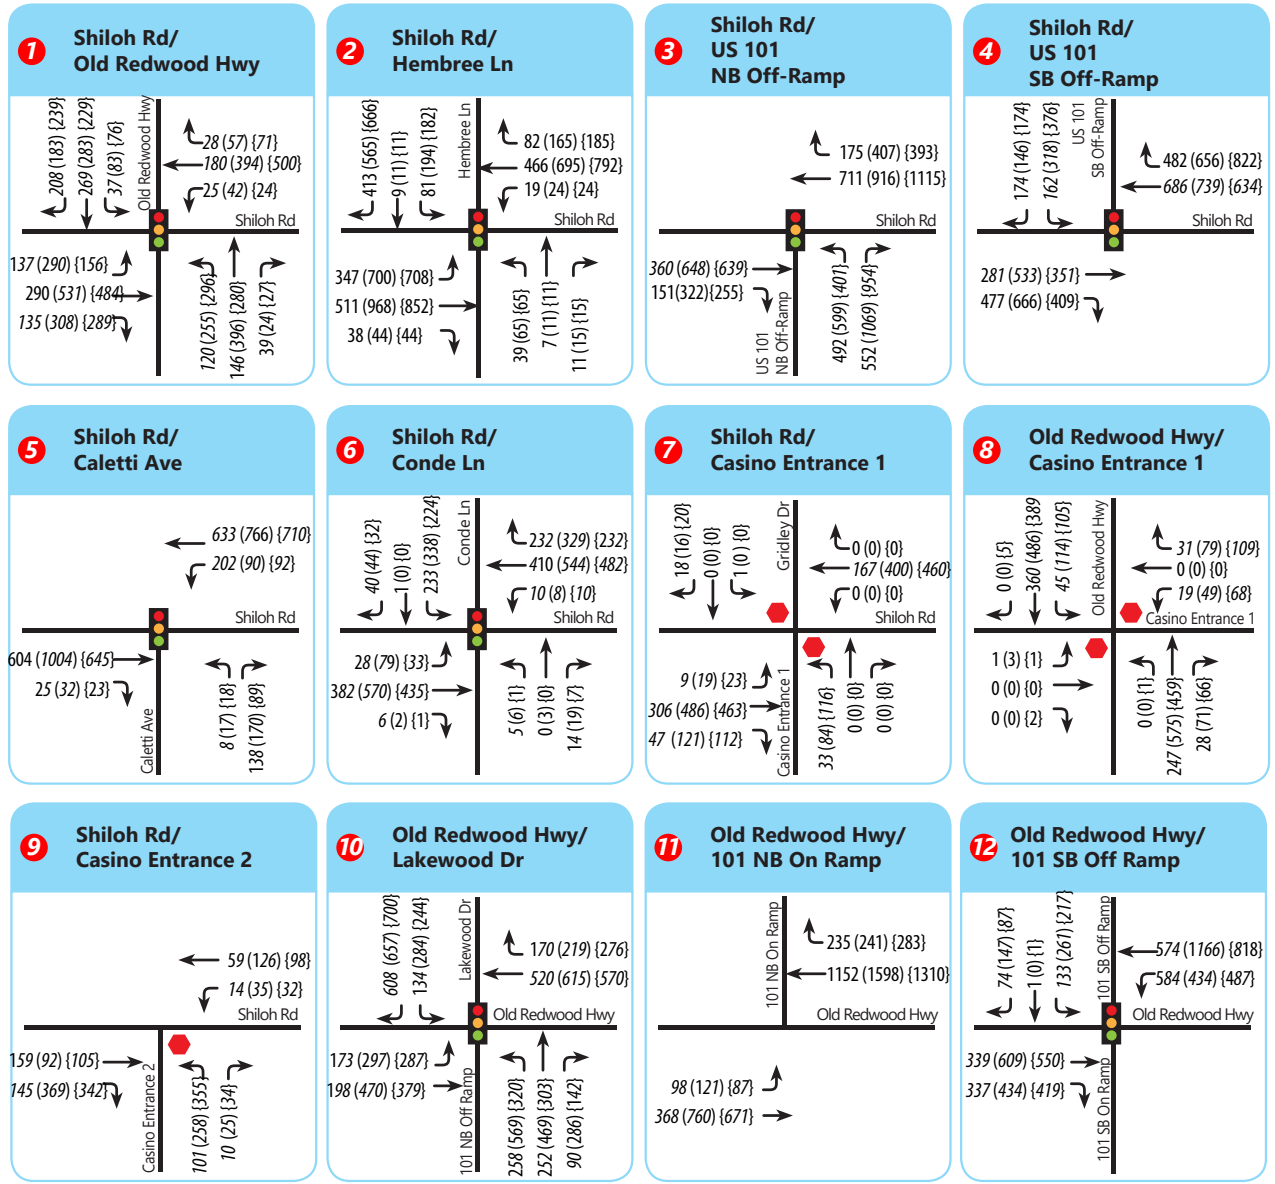 1
Shiloh Rd/
Old Redwood Hwy
208 (183) {239}
269 (283) {229}
37 (83) {76}
Old Redwood Hwy
28 (57) {71}
180 (394) {500}
25 (42) {24}
Shiloh Rd
137 (290) {156}
290 (531) {484}
135 (308) {289}
120 (255) {296}
146 (396) {280}
39 (24) {27}
2
Shiloh Rd/
Hembree Ln
413 (565) {666}
9 (11) {11}
81 (194) {182}
Hembree Ln
82 (165) {185}
466 (695) {792}
19 (24) {24}
Shiloh Rd
347 (700) {708}
511 (968) {852}
38 (44) {44}
39 (65) {65}
7 (11) {11}
11 (15) {15}
3
Shiloh Rd/
US 101
NB Off-Ramp
175 (407) {393}
711 (916) {1115}
Shiloh Rd
360 (648) {639}
151(322){255}
US 101
NB Off-Ramp
492 (599) {401}
552 (1069) {954}
4
Shiloh Rd/
US 101
SB Off-Ramp
174 (146) {174}
162 (318) {376}
US 101
SB Off-Ramp
482 (656) {822}
686 (739) {634}
Shiloh Rd
281 (533) {351}
477 (666) {409}
5
Shiloh Rd/
Caletti Ave
633 (766) {710}
202 (90) {92}
Shiloh Rd
604 (1004) {645}
25 (32) {23}
Caletti Ave
8 (17) {18}
138 (170) {89}
6
Shiloh Rd/
Conde Ln
40 (44) {32}
1 (0) {0}
233 (338) {224}
Conde Ln
232 (329) {232}
410 (544) {482}
10 (8) {10}
Shiloh Rd
28 (79) {33}
382 (570) {435}
6 (2) {1}
5 (6) {1}
0 (3) {0}
14 (19) {7}
7
Shiloh Rd/
Casino Entrance 1
18 (16) {20}
0 (0) {0}
1 (0 ) {0}
Gridley Dr
0 (0) {0}
167 (400) {460}
0 (0) {0}
Shiloh Rd
9 (19) {23}
306 (486) {463}
47 (121) {112}
Casino Entrance 1
33 (84) {116}
0 (0) {0}
0 (0) {0}
8
Old Redwood Hwy/
Casino Entrance 1
0 (0) {5}
360 (486) {389
45 (114) {105}
Old Redwood Hwy
31 (79) {109}
0 (0) {0}
19 (49) {68}
Casino Entrance 1
1 (3) {1}
0 (0) {0}
0 (0) {2}
0 (0) {1}
247 (575) {459}
28 (71) {66}
9
Shiloh Rd/
Casino Entrance 2
59 (126) {98}
14 (35) {32}
Shiloh Rd
159 (92) {105}
145 (369) {342}
Casino Entrance 2
101 (258) {355}
10 (25) {34}
10
Old Redwood Hwy/
Lakewood Dr
608 (657) {700}
134 (284) {244}
Lakewood Dr
170 (219) {276}
520 (615) {570}
Old Redwood Hwy
173 (297) {287}
198 (470) {379}
101 NB Off Ramp
258 (569) {320}
252 (469) {303}
90 (286) {142}
11
Old Redwood Hwy/
101 NB On Ramp
101 NB On Ramp
235 (241) {283}
1152 (1598) {1310}
Old Redwood Hwy
98 (121) {87}
368 (760) {671}
12
Old Redwood Hwy/
101 SB Off Ramp
74 (147) {87}
1 (0) {1}
133 (261) {217}
101 SB Off Ramp
574 (1166) {818}
584 (434) {487}
Old Redwood Hwy
339 (609) {550}
337 (434) {419}
101 SB On Ramp